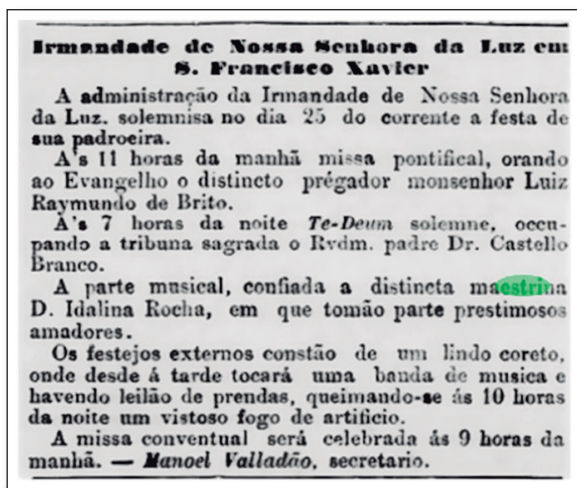 Irmandade de Nossa Senhora da Luz em
S. Francisco Xavier
A administração da Irmandade de Nossa Senhora
da Luz. solemnisa no dia 25 do corrente a festa de
sua padroeira.
A's 11 horas da manhã missa pontifical, orando
ao Evangelho o distincto prégador monsenhor Luiz
Raymundo de Brito.
A's 7 horas da noite Te-Deum solemne, occu-
pando a tribuna sagrada o Rvdm. padre Dr. Castello
Branco.
A parte musical, confiada a distincta maestrina
D. Idalina Rocha, em que tomão parte prestimosos
amadores.
Os festejos externos constão de um lindo coreto,
onde desde á tarde tocará uma banda de musica e
havendo leilão de prendas, queimando-se ás 10 horas
da noite um vistoso fogo de artificio.
A missa conventual será celebrada ás 9 horas da
manhã. — Manoel Valladão, secretario.